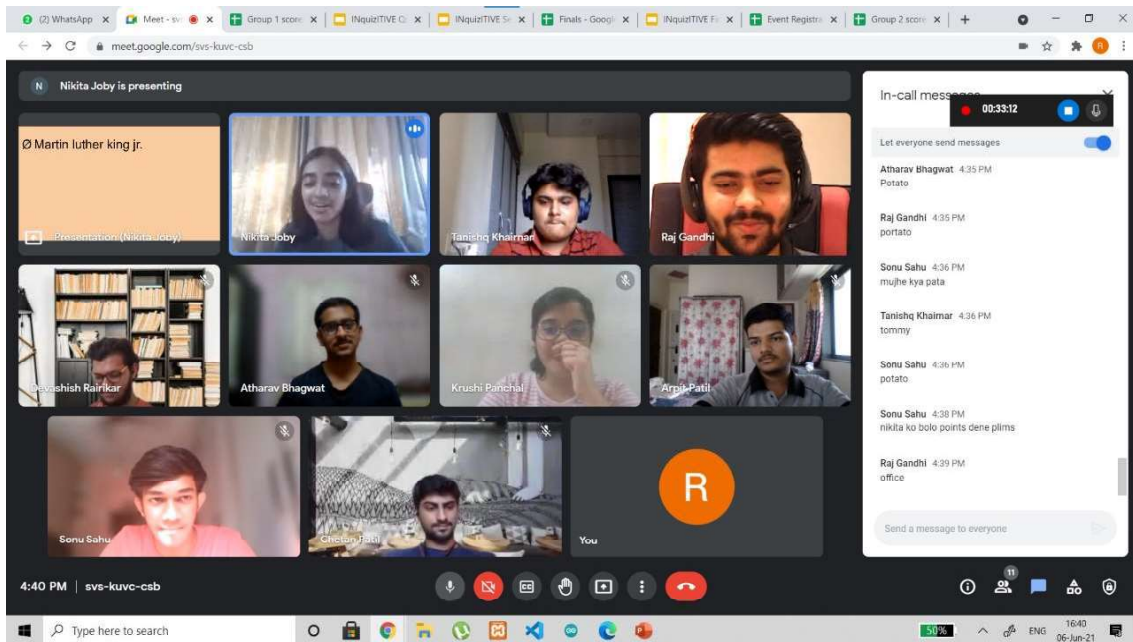 (2) WhatsApp
Meet - sv
Group 1 score
INquizITIVE Q
INquizITIVE Se
Finals - Googl
INquizITIVE Fi
Event Registra
Group 2 score
meet.google.com/svs-kuvc-csb
R
N Nikita Joby is presenting
Ø Martin luther king jr.
Presentation (Nikita Joby)
Nikita Joby
Tanishq Khairnar
Raj Gandhi
Devashish Rairikar
Atharav Bhagwat
Krushi Panchal
Arpit Patil
Sonu Sahu
Chetan Patil
R
You
In-call messages
00:33:12
Let everyone send messages
Atharav Bhagwat 4:35 PM
Potato
Raj Gandhi 4:35 PM
portato
Sonu Sahu 4:36 PM
mujhe kya pata
Tanishq Khairnar 4:36 PM
tommy
Sonu Sahu 4:36 PM
potato
Sonu Sahu 4:38 PM
nikita ko bolo points dene plims
Raj Gandhi 4:39 PM
office
Send a message to everyone
4:40 PM | svs-kuvc-csb
CC
11
Type here to search
50%
ENG
16:40
06-Jun-21